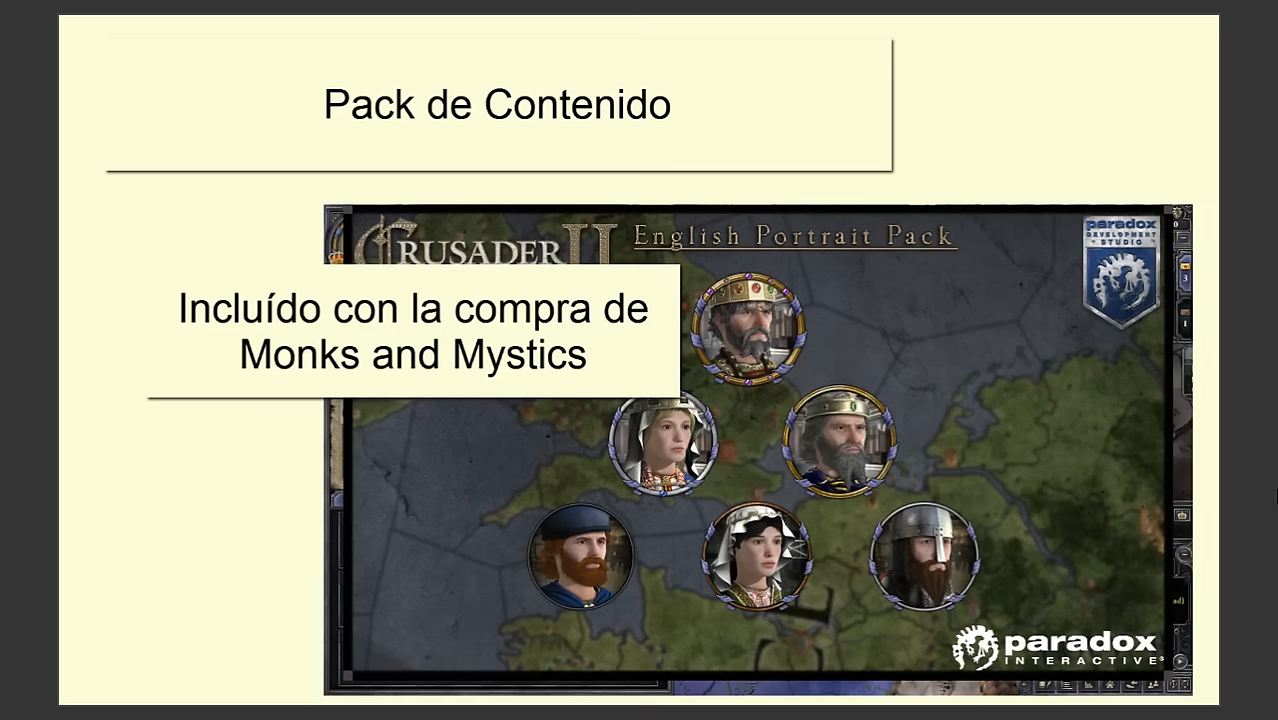 Pack de Contenido
CRUSADER II
English Portrait Pack
paradox
DEVELOPMENT
STUDIO
Incluído con la compra de
Monks and Mystics
paradox
INTERACTIVE